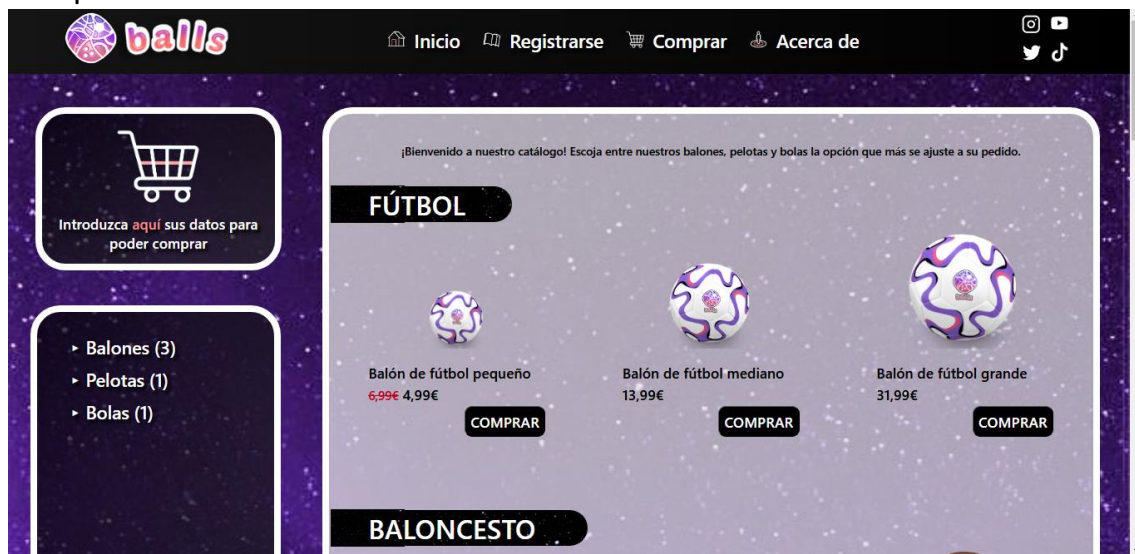 balls
Inicio
Registrarse
Comprar
Acerca de
Introduzca aquí sus datos para
poder comprar
‣ Balones (3)
‣ Pelotas (1)
‣ Bolas (1)
¡Bienvenido a nuestro catálogo! Escoja entre nuestros balones, pelotas y bolas la opción que más se ajuste a su pedido.
FÚTBOL
Balón de fútbol pequeño
6,99€ 4,99€
COMPRAR
Balón de fútbol mediano
13,99€
COMPRAR
Balón de fútbol grande
31,99€
COMPRAR
BALONCESTO